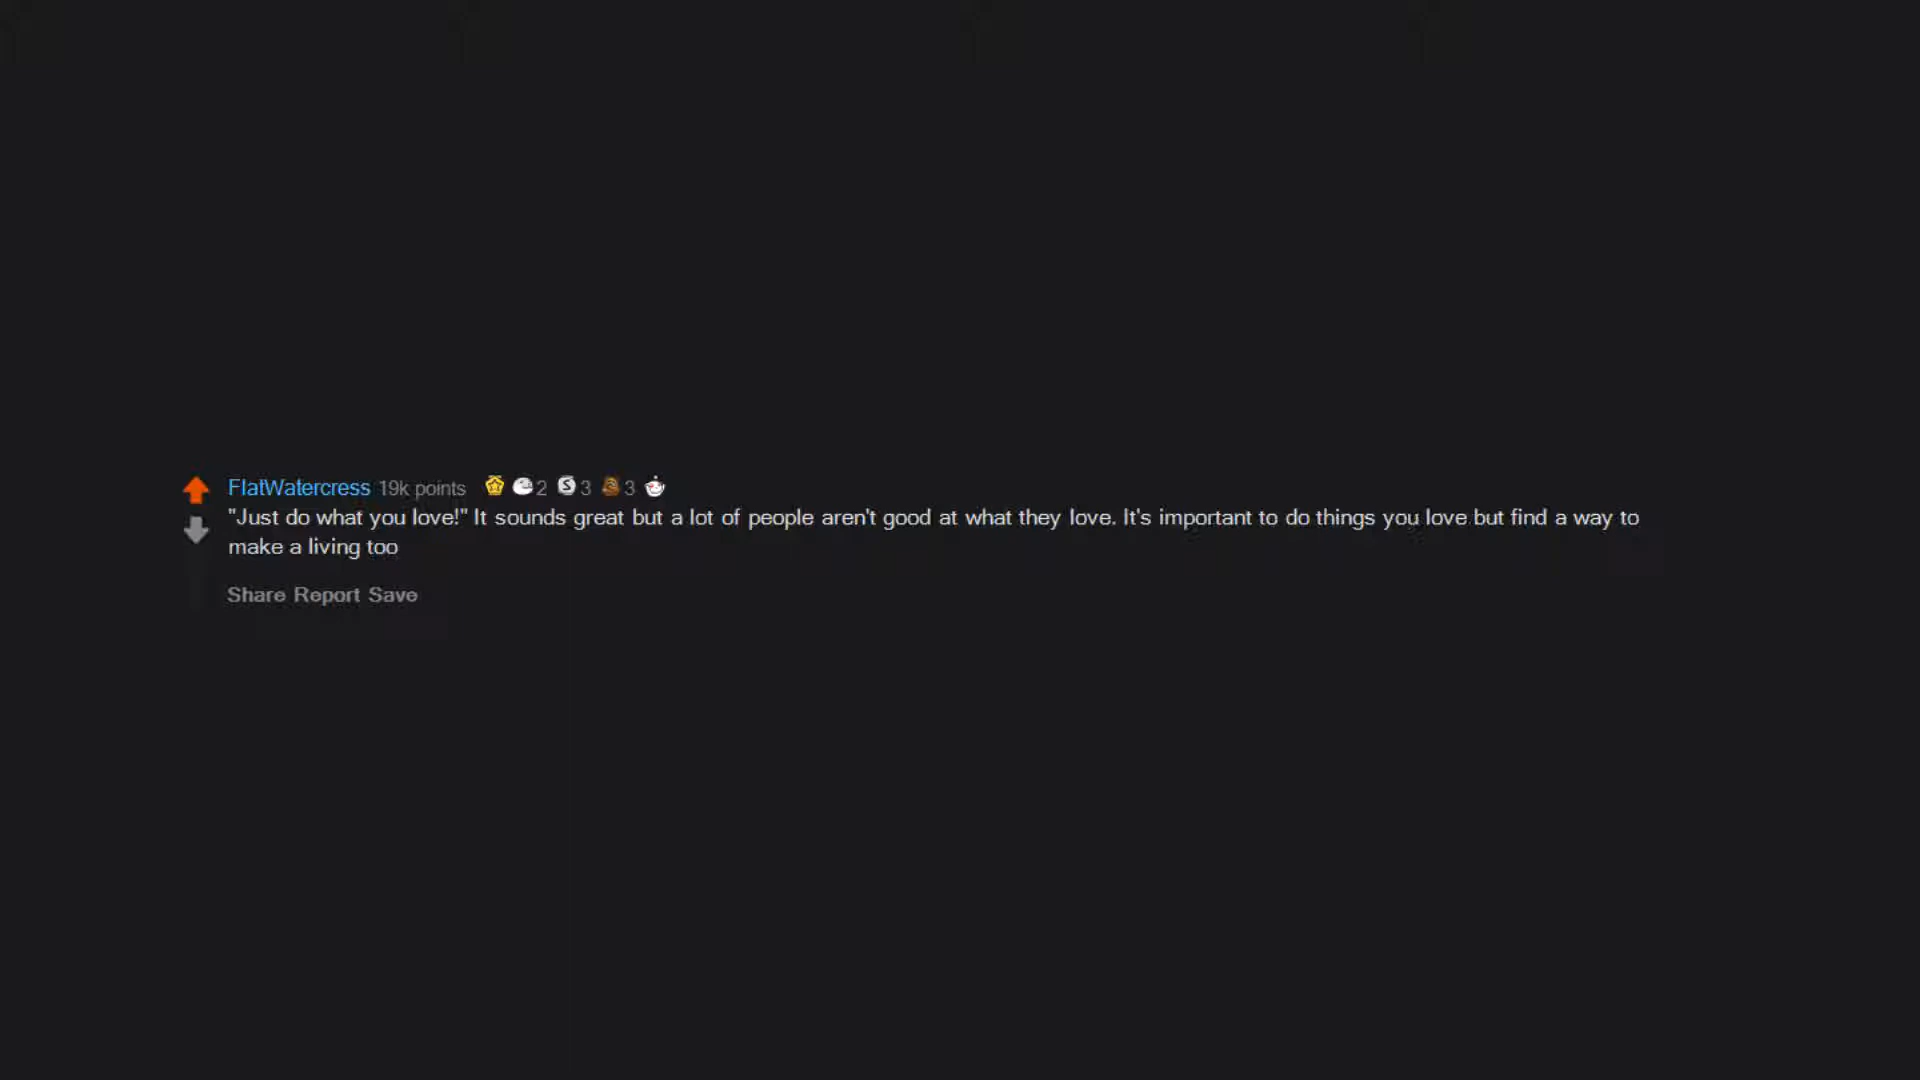 FlatWatercress 19k points 2 3 3
"Just do what you love!" It sounds great but a lot of people aren't good at what they love. It's important to do things you love but find a way to
make a living too
Share Report Save